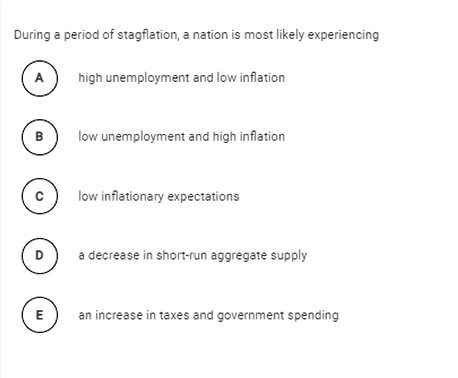 During a period of stagflation, a nation is most likely experiencing
A high unemployment and low inflation
B low unemployment and high inflation
C low inflationary expectations
D a decrease in short-run aggregate supply
E an increase in taxes and government spending